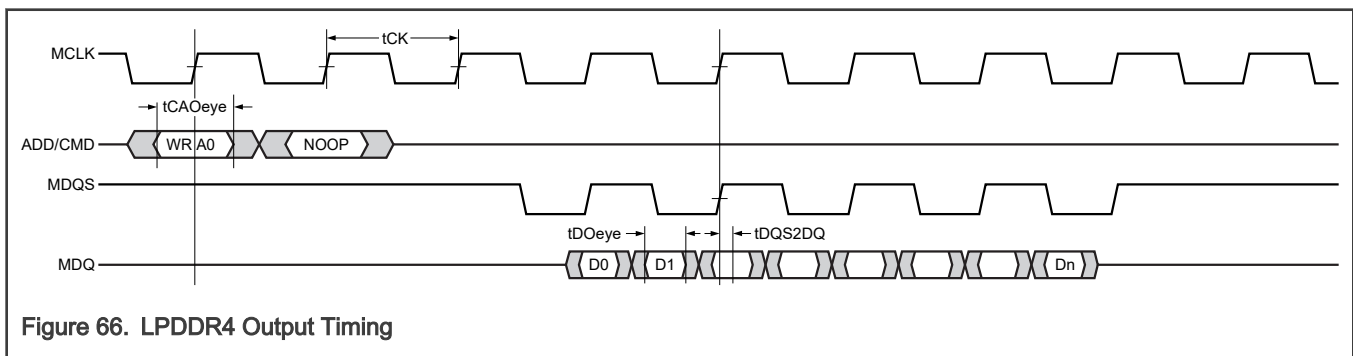 tCK
MCLK
tCAOeye
ADD/CMD
WR A0
NOOP
MDQS
tDOeye
tDQS2DQ
MDQ
D0
D1
Dn
Figure 66. LPDDR4 Output Timing